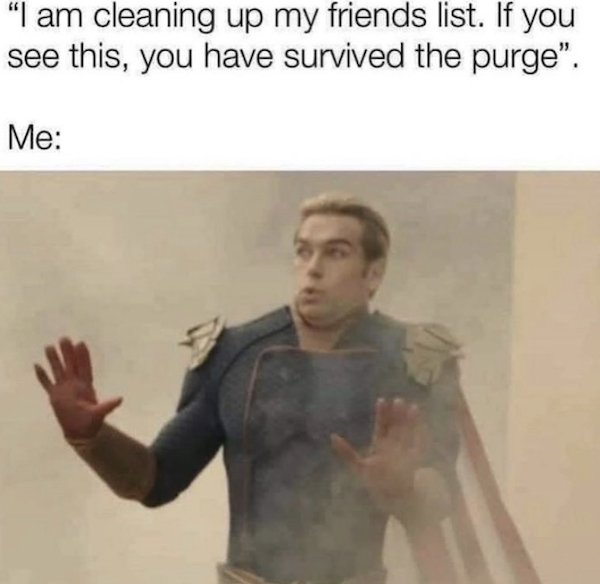 “I am cleaning up my friends list. If you
see this, you have survived the purge”.
Me: